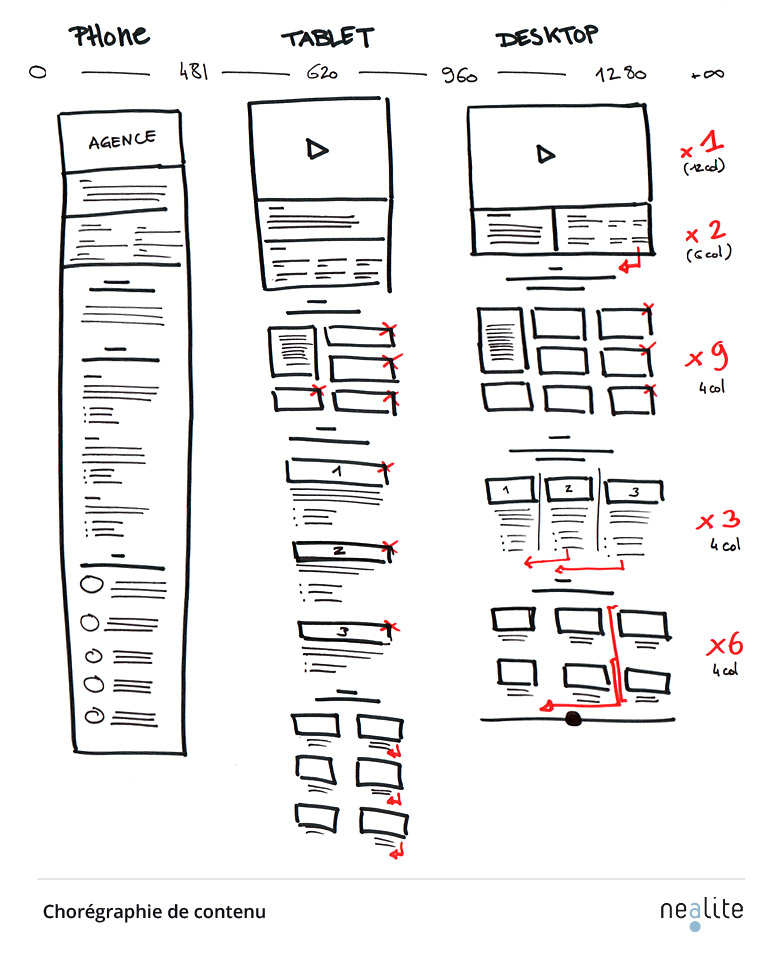 PHONE TABLET DESKTOP
0 481 620 960 1280 +∞
AGENCE
x 1
(12 col)
x 2
(6 col)
x 9
4 col
1
1 2 3
x 3
4 col
2
3
x6
4 col
Chorégraphie de contenu
nealite